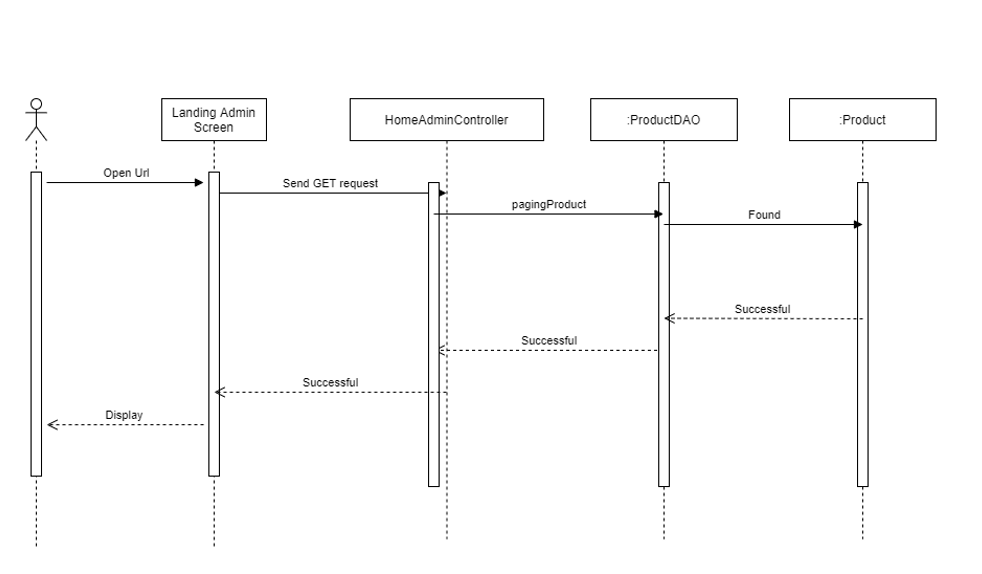 Landing Admin
Screen
HomeAdminController
:ProductDAO
:Product
Open Url
Send GET request
pagingProduct
Found
Successful
Successful
Successful
Display